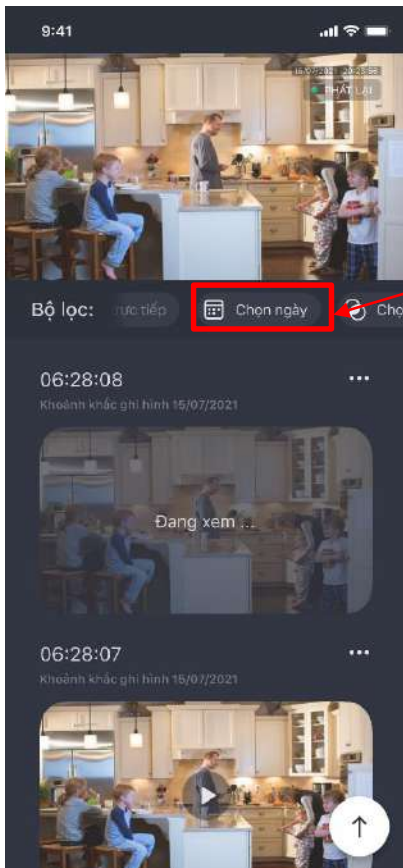 9:41
PHÁT LẠI
Bộ lọc: trực tiếp Chọn ngày Chọ
06:28:08
Khoảnh khắc ghi hình 15/07/2021
Đang xem ...
06:28:07
Khoảnh khắc ghi hình 15/07/2021